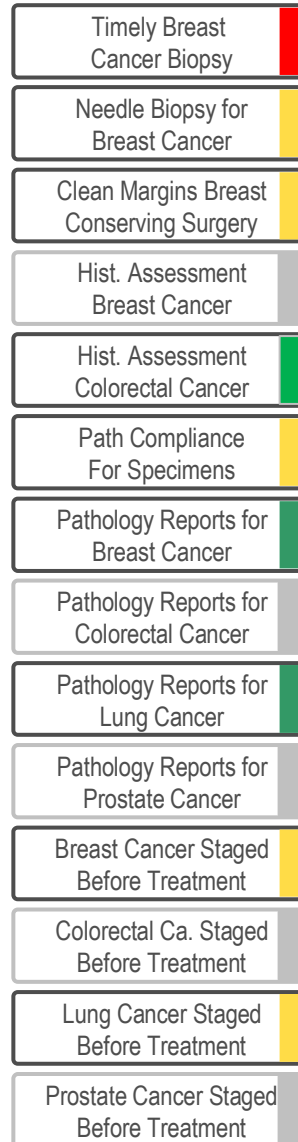 Timely Breast
Cancer Biopsy
Needle Biopsy for
Breast Cancer
Clean Margins Breast
Conserving Surgery
Hist. Assessment
Breast Cancer
Hist. Assessment
Colorectal Cancer
Path Compliance
For Specimens
Pathology Reports for
Breast Cancer
Pathology Reports for
Colorectal Cancer
Pathology Reports for
Lung Cancer
Pathology Reports for
Prostate Cancer
Breast Cancer Staged
Before Treatment
Colorectal Ca. Staged
Before Treatment
Lung Cancer Staged
Before Treatment
Prostate Cancer Staged
Before Treatment